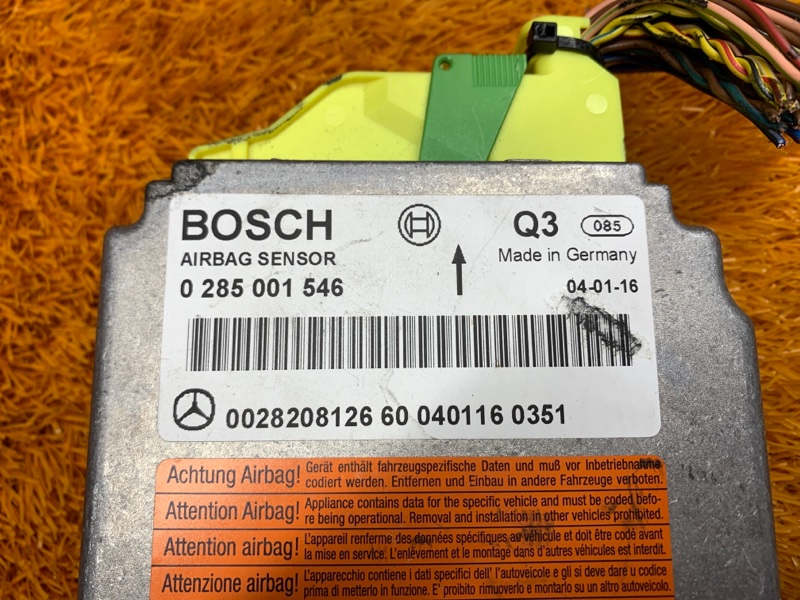 BOSCH
Q3
085
AIRBAG SENSOR
Made in Germany
0 285 001 546
04-01-16
0028208126 60 040116 0351
Achtung Airbag! Gerät enthält fahrzeugspezifische Daten und muß vor Inbetriebnahme
codiert werden. Entfernen und Einbau in andere Fahrzeuge verboten.
Attention Airbag! Appliance contains data for the specific vehicle and must be coded befo-
re being operational. Removal and installation in other vehicles prohibited.
Attention airbag! L'appareil renferme des données spécifiques au véhicule et doit être codé avant
la mise en service. L'enlèvement et le montage dans d'autres véhicules est interdit.
Attenzione airbag! L'apparecchio contiene i dati specifici dell' l'autoveicolo e gli si deve dare u codice
prima di metterlo in funzione. E' proibito rimuoverlo e montarlo su un altro autoveicolo.